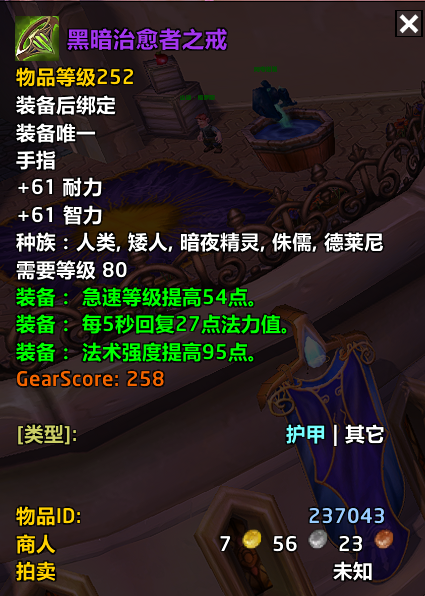 黑暗治愈者之戒
物品等级252
装备后绑定
装备唯一
手指
+61 耐力
+61 智力
种族：人类, 矮人, 暗夜精灵, 侏儒, 德莱尼
需要等级 80
装备： 急速等级提高54点。
装备： 每5秒回复27点法力值。
装备： 法术强度提高95点。
GearScore: 258
[类型]: 护甲 | 其它
物品ID: 237043
商人 7 56 23
拍卖 未知